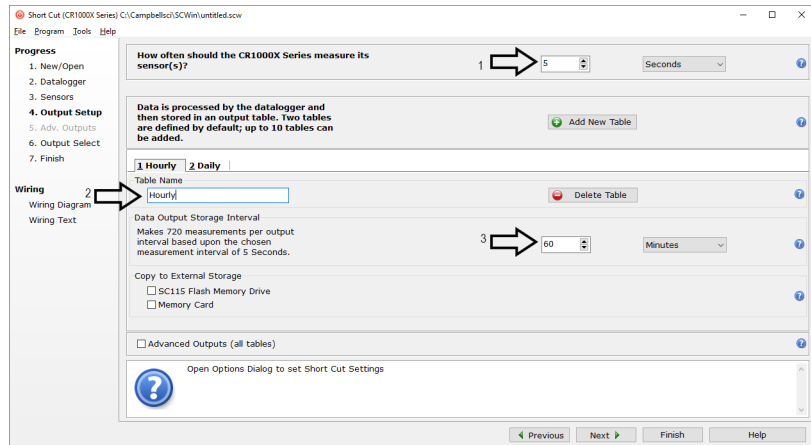 Short Cut (CR1000X Series) C:\Campbellsci\SCWin\untitled.scw
File Program Tools Help
Progress
1. New/Open
2. Datalogger
3. Sensors
4. Output Setup
5. Adv. Outputs
6. Output Select
7. Finish
Wiring
Wiring Diagram
Wiring Text
How often should the CR1000X Series measure its
sensor(s)?
1
5
Seconds
Data is processed by the datalogger and
then stored in an output table. Two tables
are defined by default; up to 10 tables can
be added.
Add New Table
1 Hourly 2 Daily
Table Name
2
Hourly
Delete Table
Data Output Storage Interval
Makes 720 measurements per output
interval based upon the chosen
measurement interval of 5 Seconds.
3
60
Minutes
Copy to External Storage
SC115 Flash Memory Drive
Memory Card
Advanced Outputs (all tables)
Open Options Dialog to set Short Cut Settings
Previous Next Finish Help